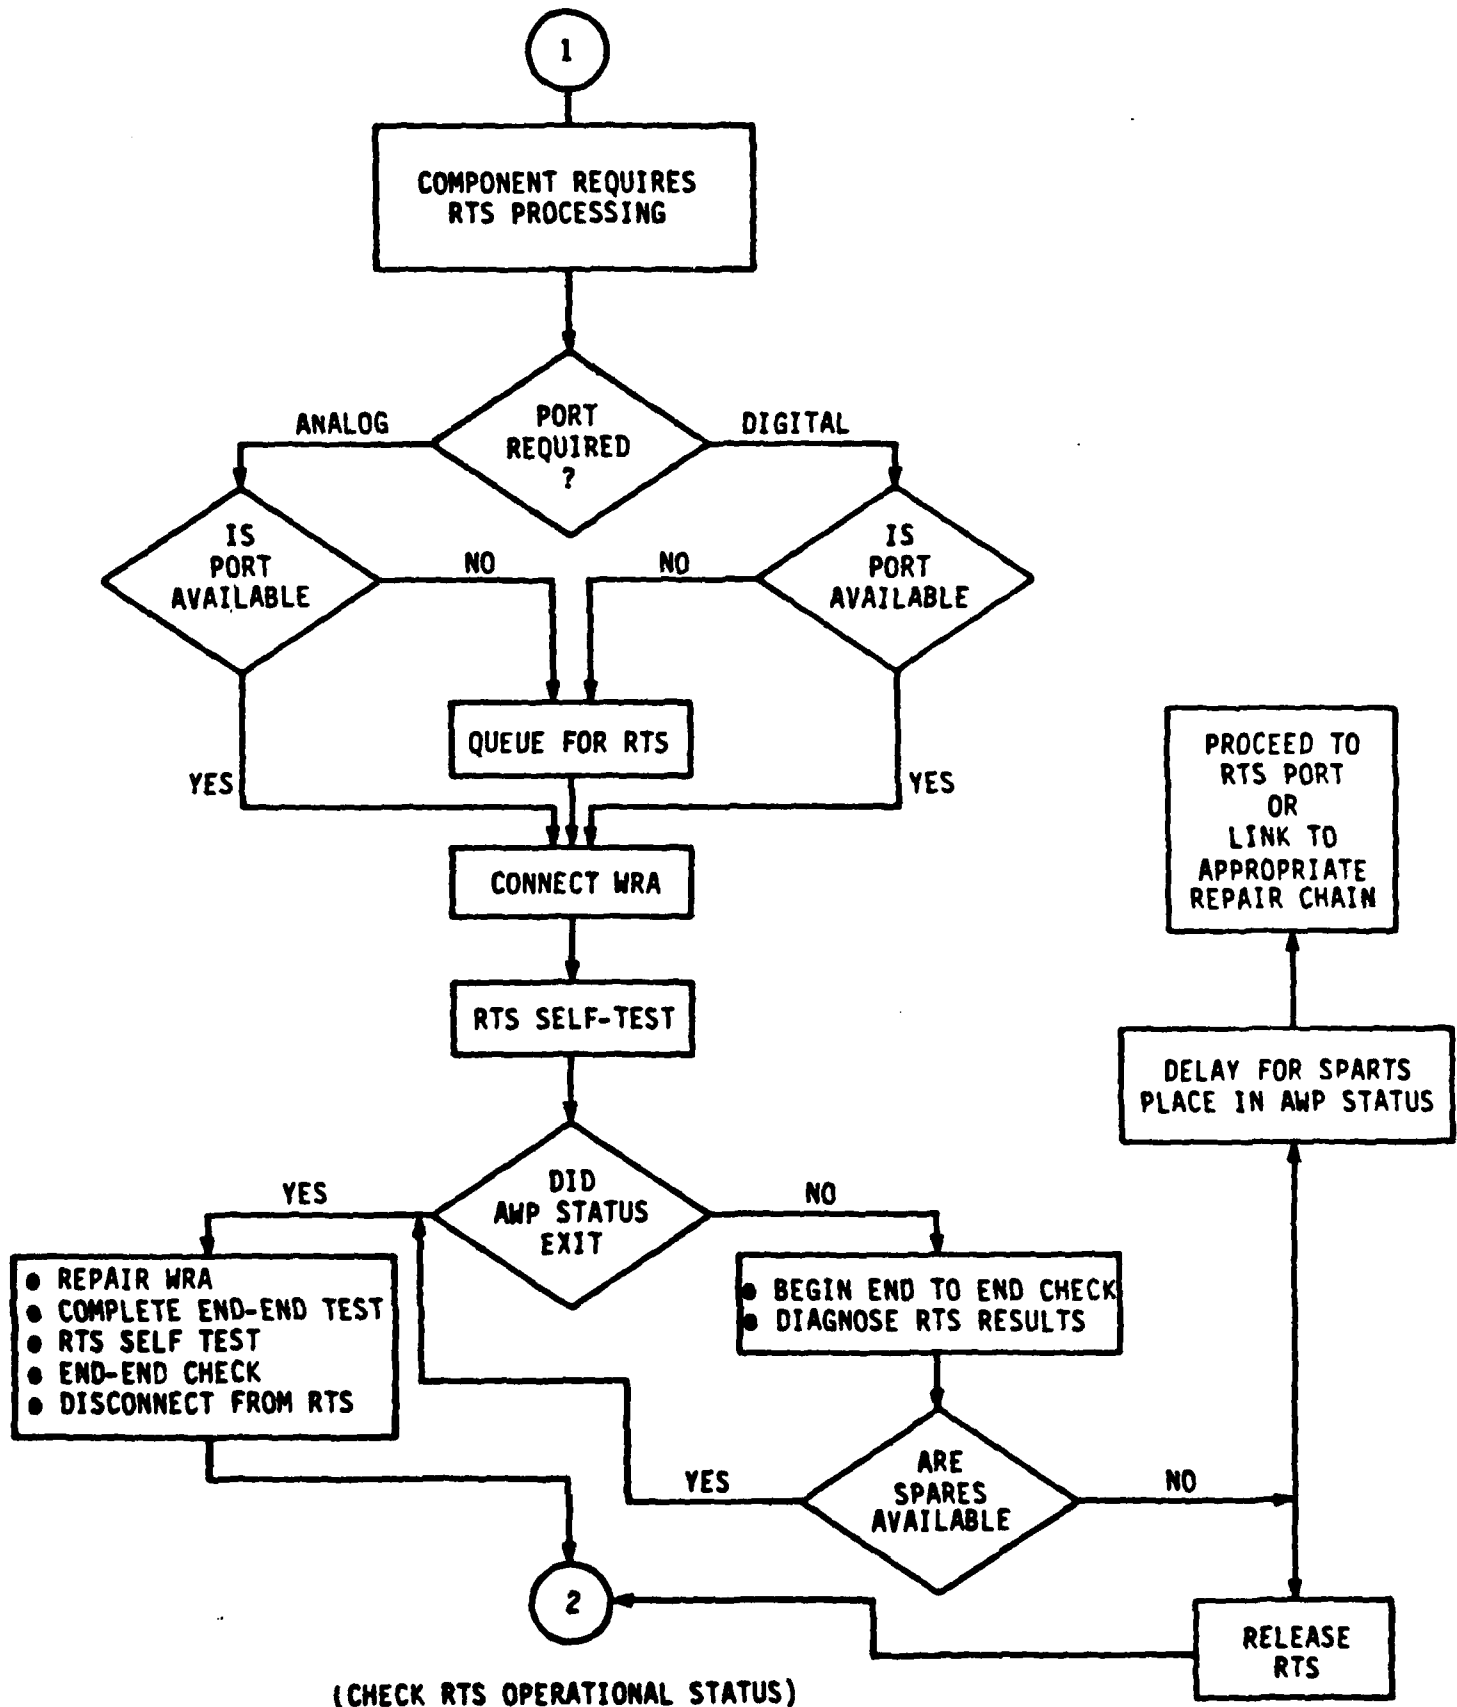 1
COMPONENT REQUIRES
RTS PROCESSING
PORT
REQUIRED
?
ANALOG
DIGITAL
IS
PORT
AVAILABLE
NO
NO
IS
PORT
AVAILABLE
QUEUE FOR RTS
YES
YES
CONNECT WRA
PROCEED TO
RTS PORT
OR
LINK TO
APPROPRIATE
REPAIR CHAIN
RTS SELF-TEST
DELAY FOR SPARTS
PLACE IN AWP STATUS
DID
AWP STATUS
EXIT
YES
NO
● REPAIR WRA
● COMPLETE END-END TEST
● RTS SELF TEST
● END-END CHECK
● DISCONNECT FROM RTS
● BEGIN END TO END CHECK
● DIAGNOSE RTS RESULTS
ARE
SPARES
AVAILABLE
YES
NO
2
RELEASE
RTS
(CHECK RTS OPERATIONAL STATUS)